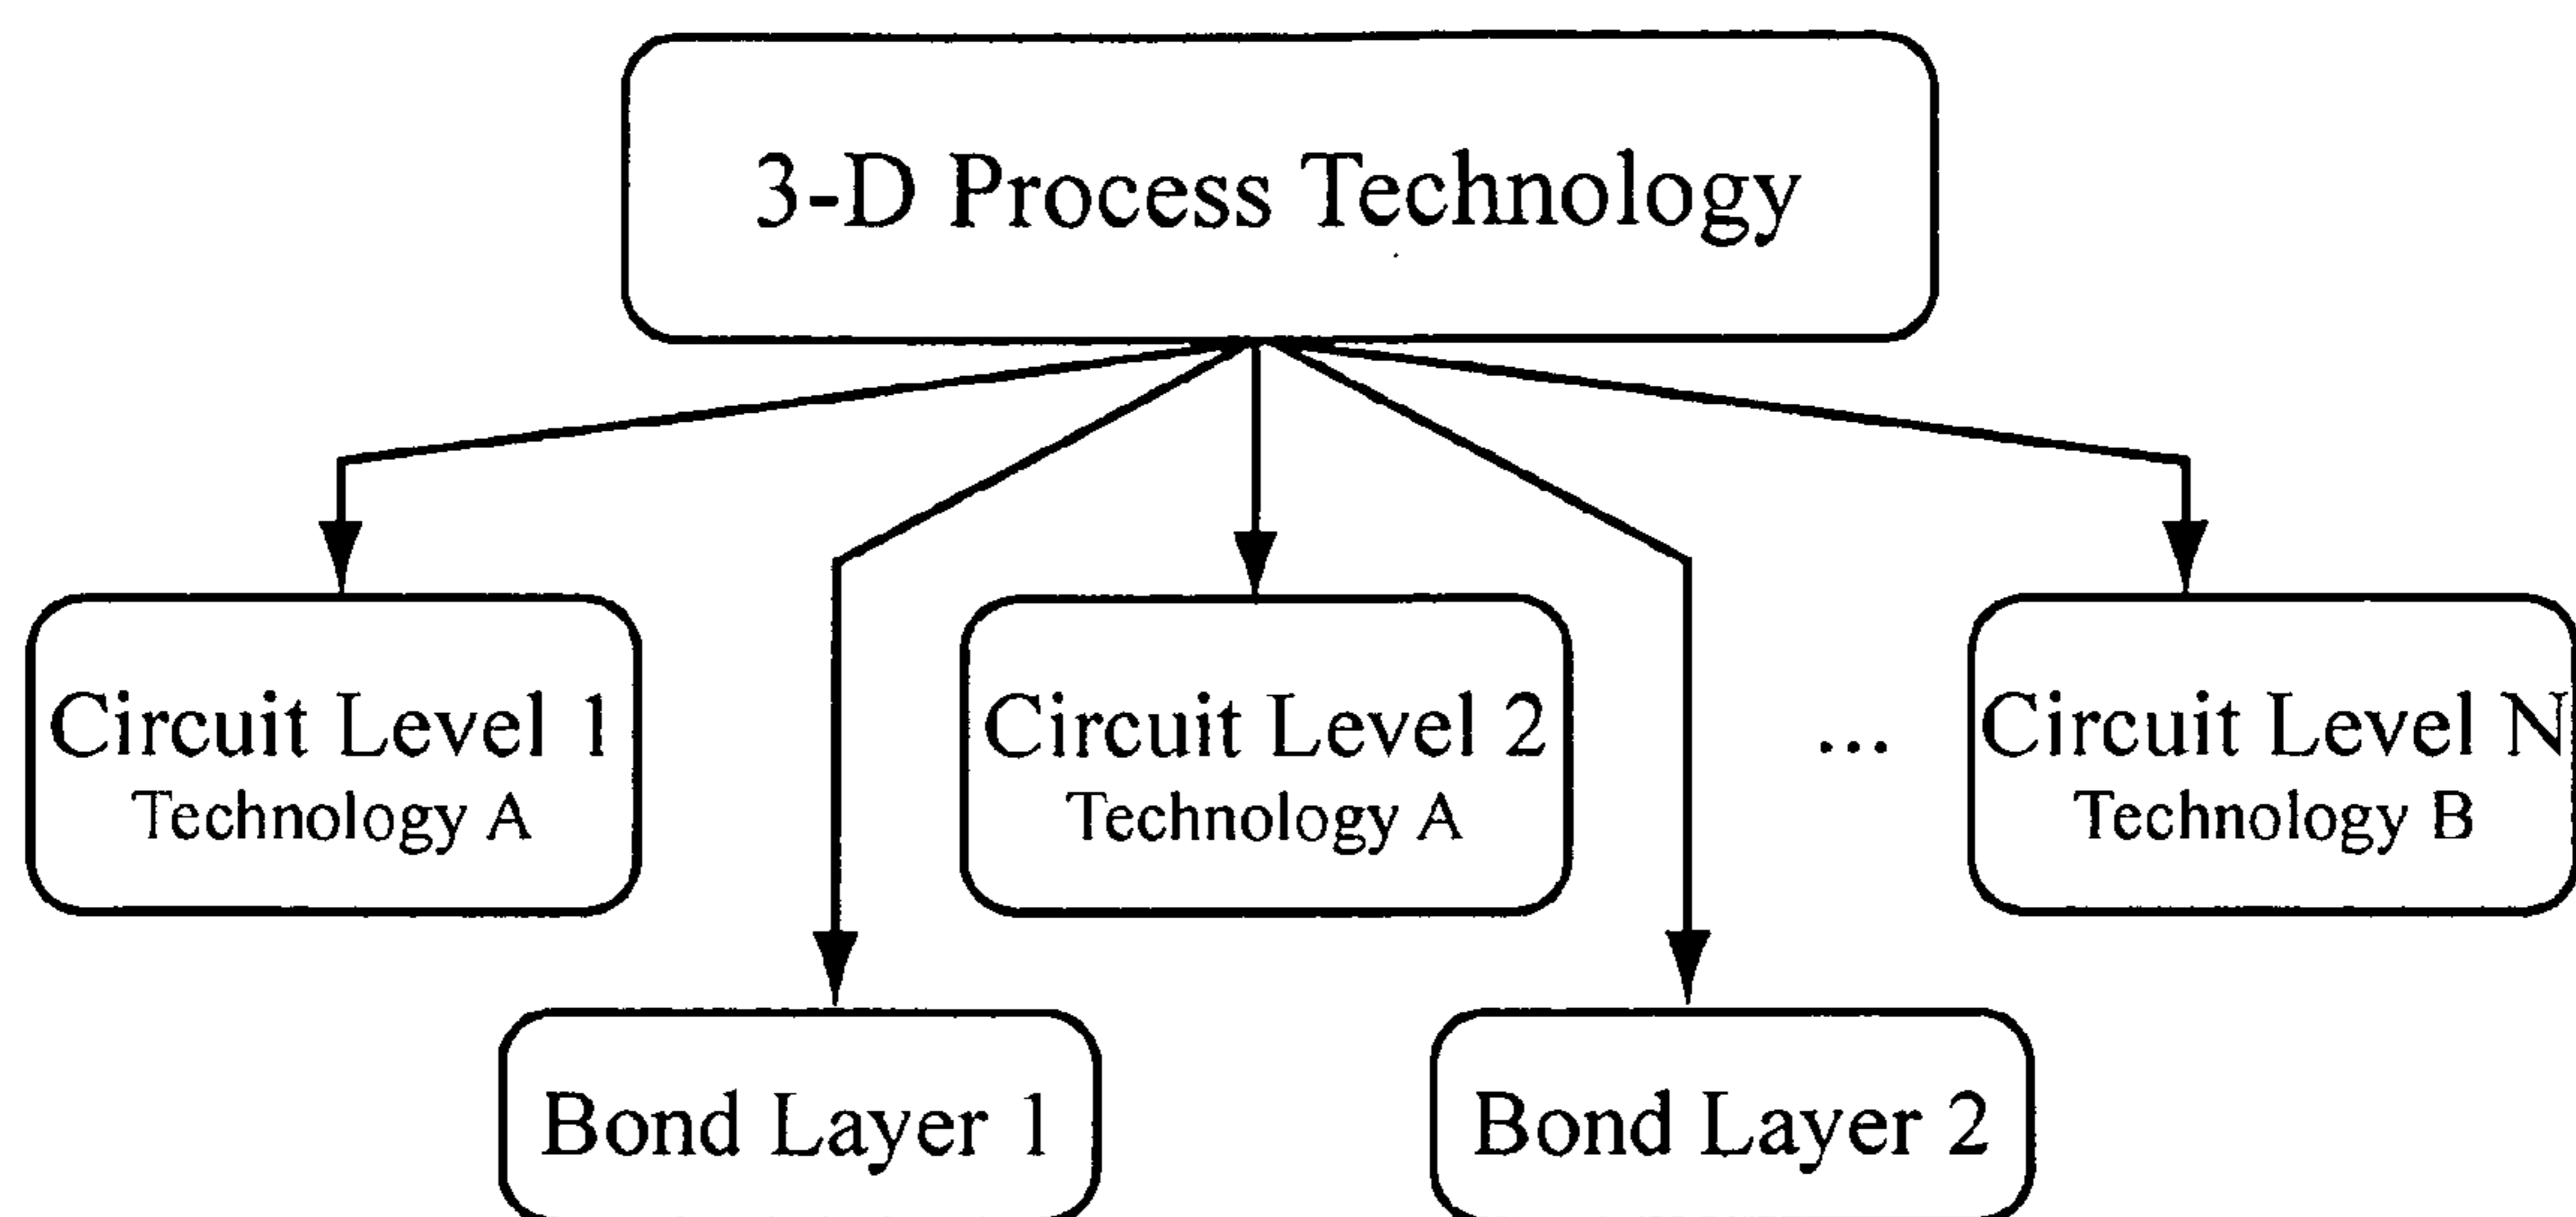 3-D Process Technology
Circuit Level 1
Technology A
Circuit Level 2
Technology A
...
Circuit Level N
Technology B
Bond Layer 1
Bond Layer 2